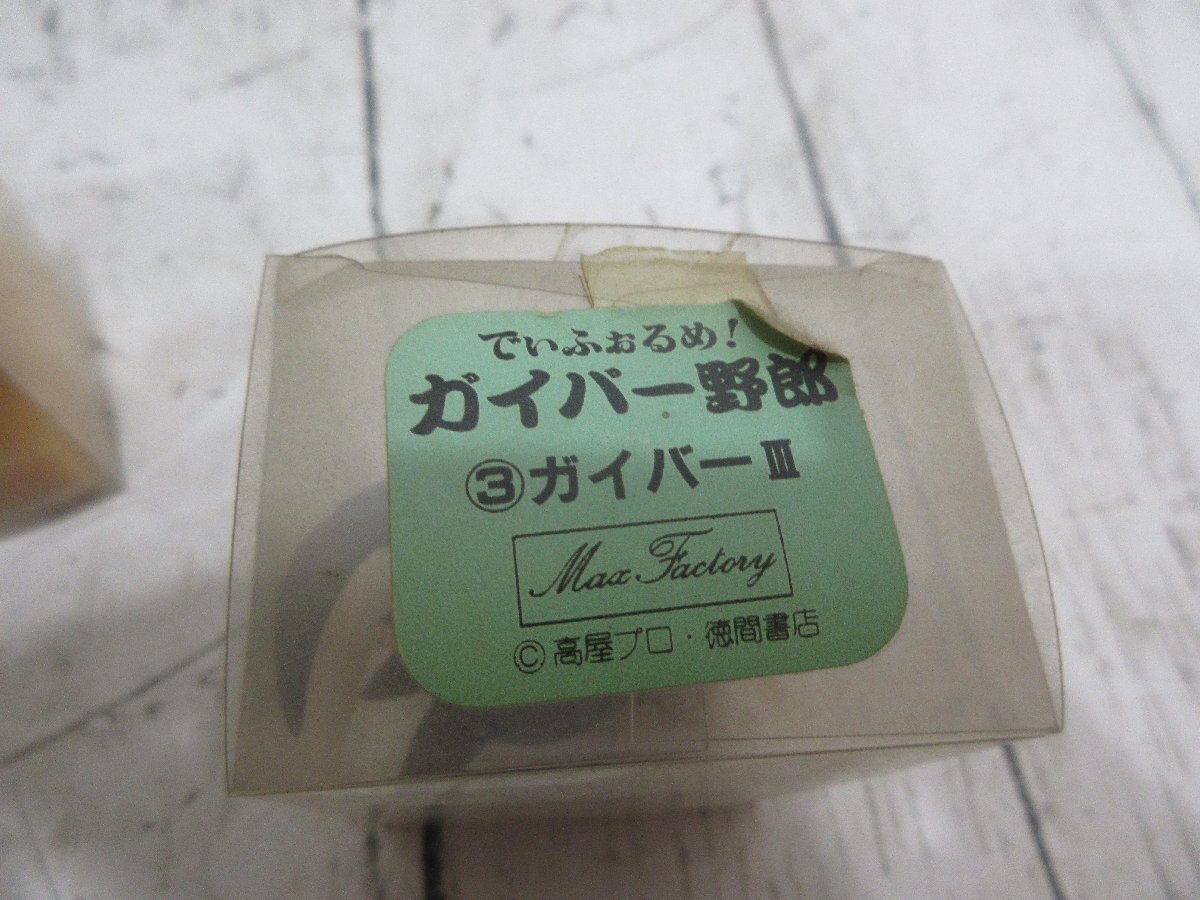 でぃふぉるめ!
ガイバー野郎
③ガイバーⅢ
Max Factory
©高屋プロ・徳間書店